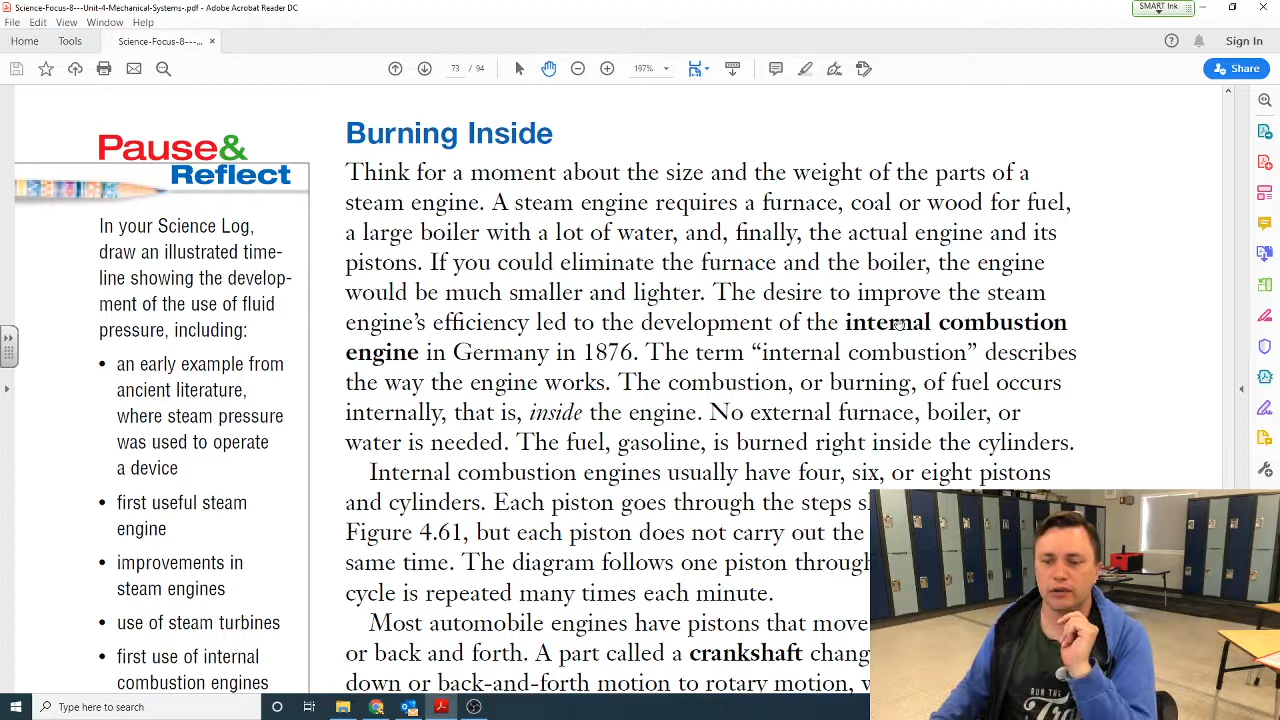 Science-Focus-8---Unit-4-Mechanical-Systems-.pdf - Adobe Acrobat Reader DC
SMART Ink
File Edit View Window Help
Home Tools Science-Focus-8---... × Sign In
73 / 94 197% Share
Pause&
Reflect
In your Science Log,
draw an illustrated time-
line showing the develop-
ment of the use of fluid
pressure, including:
• an early example from
ancient literature,
where steam pressure
was used to operate
a device
• first useful steam
engine
• improvements in
steam engines
• use of steam turbines
• first use of internal
combustion engines
Burning Inside
Think for a moment about the size and the weight of the parts of a
steam engine. A steam engine requires a furnace, coal or wood for fuel,
a large boiler with a lot of water, and, finally, the actual engine and its
pistons. If you could eliminate the furnace and the boiler, the engine
would be much smaller and lighter. The desire to improve the steam
engine's efficiency led to the development of the internal combustion
engine in Germany in 1876. The term “internal combustion” describes
the way the engine works. The combustion, or burning, of fuel occurs
internally, that is, inside the engine. No external furnace, boiler, or
water is needed. The fuel, gasoline, is burned right inside the cylinders.
Internal combustion engines usually have four, six, or eight pistons
and cylinders. Each piston goes through the steps
Figure 4.61, but each piston does not carry out the
same time. The diagram follows one piston through
cycle is repeated many times each minute.
Most automobile engines have pistons that move
or back and forth. A part called a crankshaft
down or back-and-forth motion to rotary motion,
RUN THE
Type here to search